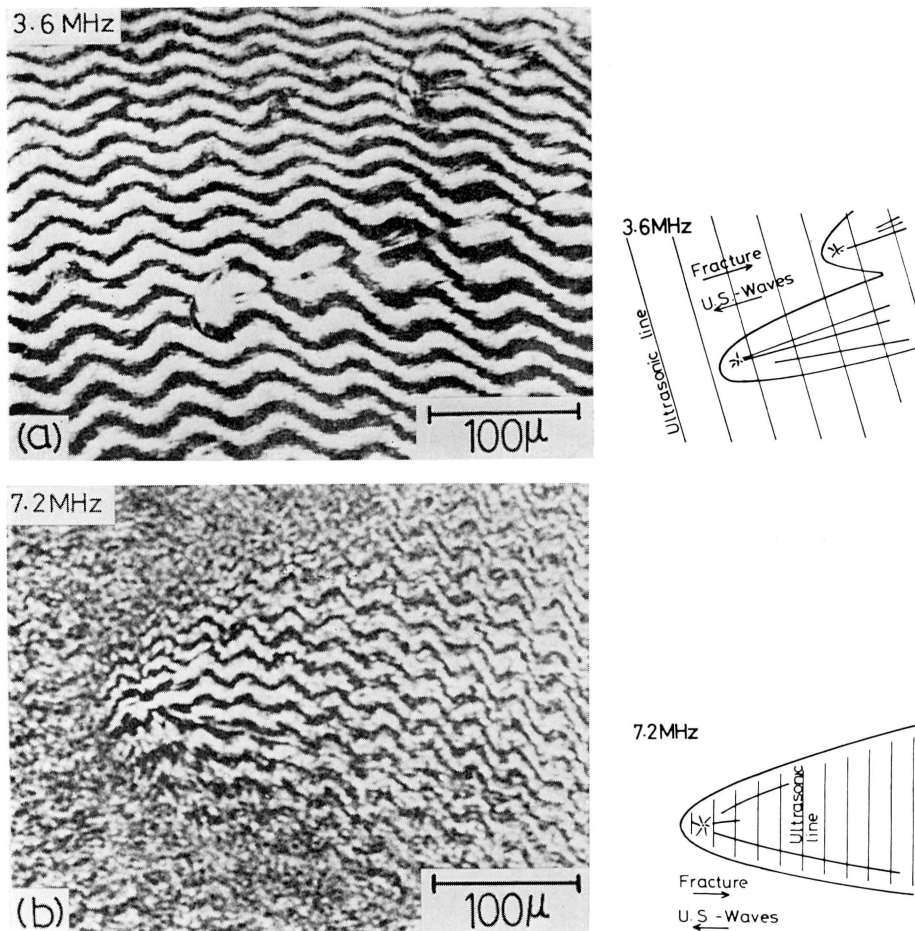 3.6 MHz
(a)
100μ
3.6MHz
Fracture
U.S-Waves
Ultrasonic line
7.2MHz
(b)
100μ
7.2MHz
Ultrasonic
line
Fracture
U.S-Waves